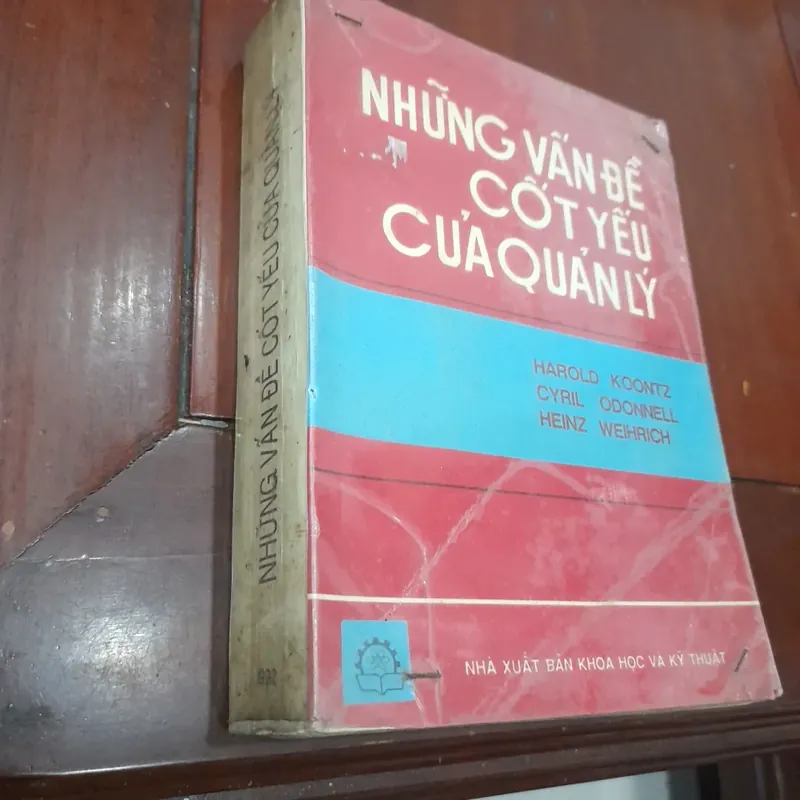 NHỮNG VẤN ĐỀ
CỐT YẾU
CỦA QUẢN LÝ
HAROLD KOONTZ
CYRIL ODONNELL
HEINZ WEIHRICH
NHÀ XUẤT BẢN KHOA HỌC VA KỸ THUẬT
NHỮNG VẤN ĐỀ CỐT YẾU CỦA QUẢN LÝ
1992